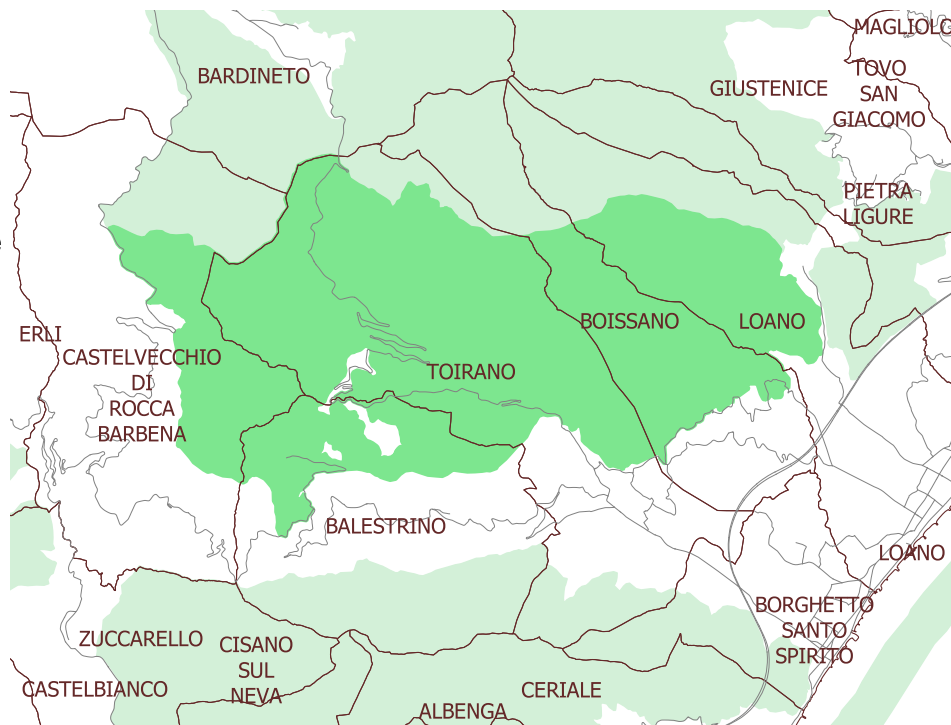 MAGLIOLO
BARDINETO
TOVO
SAN
GIACOMO
GIUSTENICE
PIETRA
LIGURE
ERLI
BOISSANO
LOANO
CASTELVECCHIO
DI
ROCCA
BARBENA
TOIRANO
BALESTRINO
LOANO
BORGHETTO
SANTO
SPIRITO
ZUCCARELLO
CISANO
SUL
NEVA
CASTELBIANCO
CERIALE
ALBENGA